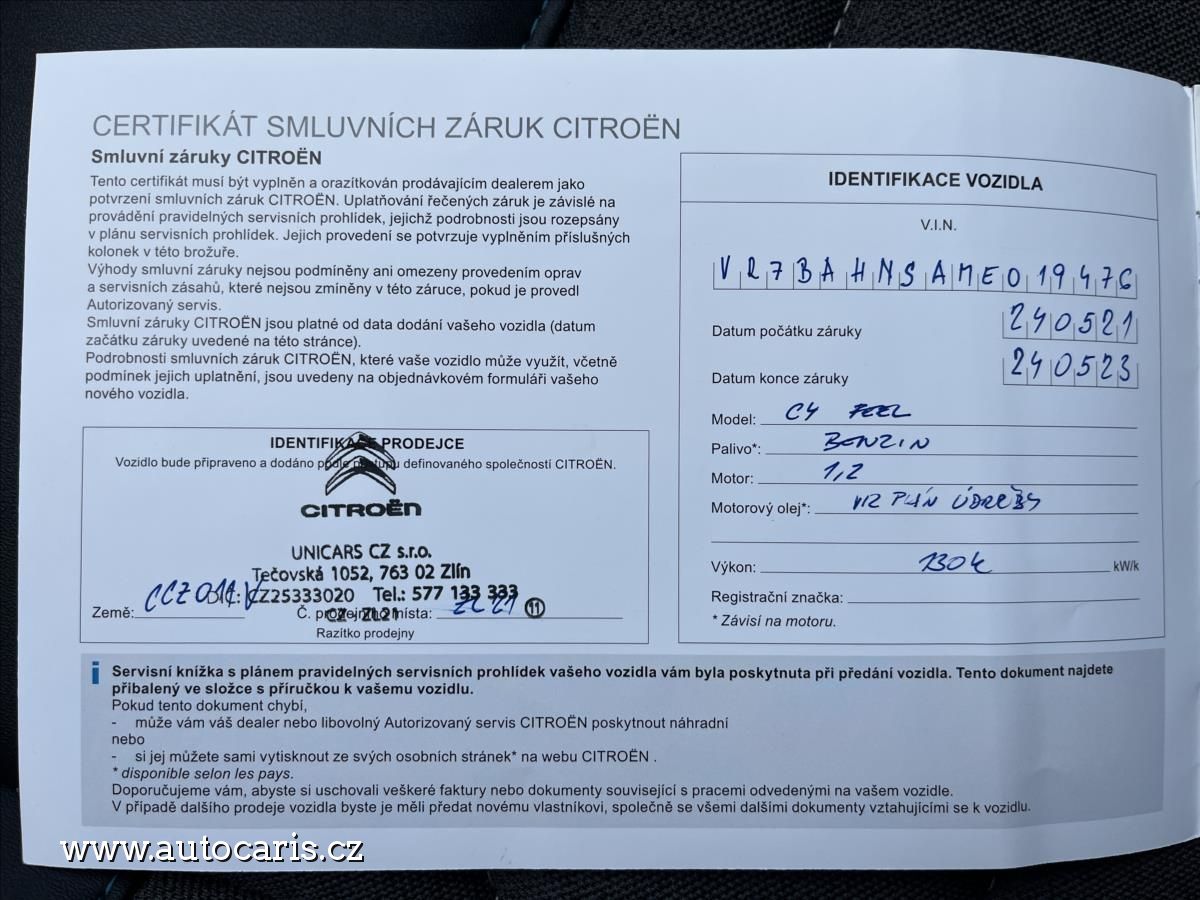 CERTIFIKÁT SMLUVNÍCH ZÁRUK CITROËN
Smluvní záruky CITROËN
Tento certifikát musí být vyplněn a orazítkován prodávajícím dealerem jako
potvrzení smluvních záruk CITROËN. Uplatňování řečených záruk je závislé na
provádění pravidelných servisních prohlídek, jejichž podrobnosti jsou rozepsány
v plánu servisních prohlídek. Jejich provedení se potvrzuje vyplněním příslušných
kolonek v této brožuře.
Výhody smluvní záruky nejsou podmíněny ani omezeny provedením oprav
a servisních zásahů, které nejsou zmíněny v této záruce, pokud je provedl
Autorizovaný servis.
Smluvní záruky CITROËN jsou platné od data dodání vašeho vozidla (datum
začátku záruky uvedené na této stránce).
Podrobnosti smluvních záruk CITROËN, které vaše vozidlo může využít, včetně
podmínek jejich uplatnění, jsou uvedeny na objednávkovém formuláři vašeho
nového vozidla.
IDENTIFIKACE PRODEJCE
Vozidlo bude připraveno a dodáno podle postupu definovaného společností CITROËN.
CITROËN
UNICARS CZ s.r.o.
Tečovská 1052, 763 02 Zlín
DIČ: CZ25333020 Tel.: 577 133 333
CZ - ZL21
Země: Č. prodejního místa: ZL21 11
Razítko prodejny
IDENTIFIKACE VOZIDLA
V.I.N.
VR7BAHNSAME019476
Datum počátku záruky 240521
Datum konce záruky 240523
Model: C4 FEEL
Palivo*: BENZIN
Motor: 1,2
Motorový olej*: VIZ PLÁN ÚDRŽBY
Výkon: 130k kW/k
Registrační značka:
* Závisí na motoru.
i Servisní knížka s plánem pravidelných servisních prohlídek vašeho vozidla vám byla poskytnuta při předání vozidla. Tento dokument najdete
přibalený ve složce s příručkou k vašemu vozidlu.
Pokud tento dokument chybí,
- může vám váš dealer nebo libovolný Autorizovaný servis CITROËN poskytnout náhradní
nebo
- si jej můžete sami vytisknout ze svých osobních stránek* na webu CITROËN .
* disponible selon les pays.
Doporučujeme vám, abyste si uschovali veškeré faktury nebo dokumenty související s pracemi odvedenými na vašem vozidle.
V případě dalšího prodeje vozidla byste je měli předat novému vlastníkovi, společně se všemi dalšími dokumenty vztahujícími se k vozidlu.
www.autocaris.cz